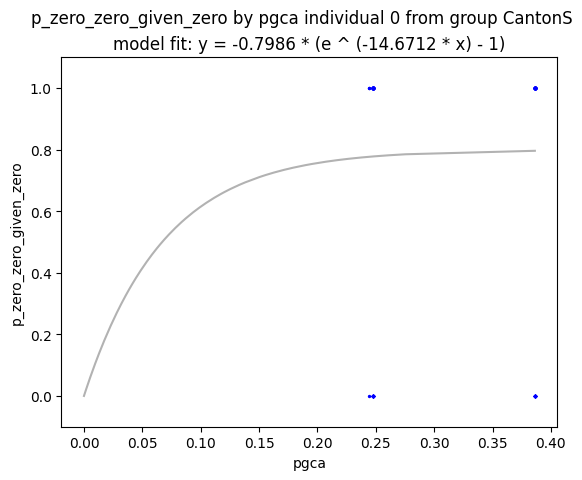 p_zero_zero_given_zero by pgca individual 0 from group CantonS
model fit: y = -0.7986 * (e ^ (-14.6712 * x) - 1)
1.0
0.8
0.6
0.4
0.2
0.0
p_zero_zero_given_zero
0.00 0.05 0.10 0.15 0.20 0.25 0.30 0.35 0.40
pgca